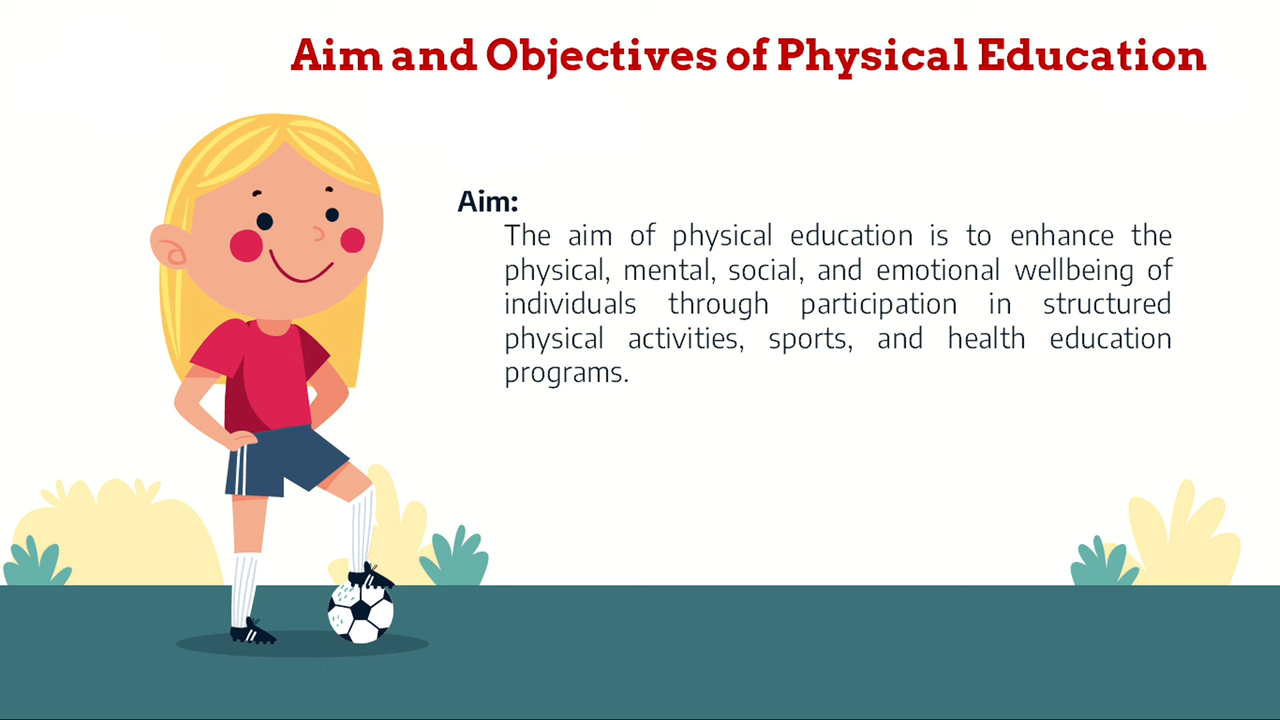 Aim and Objectives of Physical Education
Aim:
The aim of physical education is to enhance the
physical, mental, social, and emotional wellbeing of
individuals through participation in structured
physical activities, sports, and health education
programs.